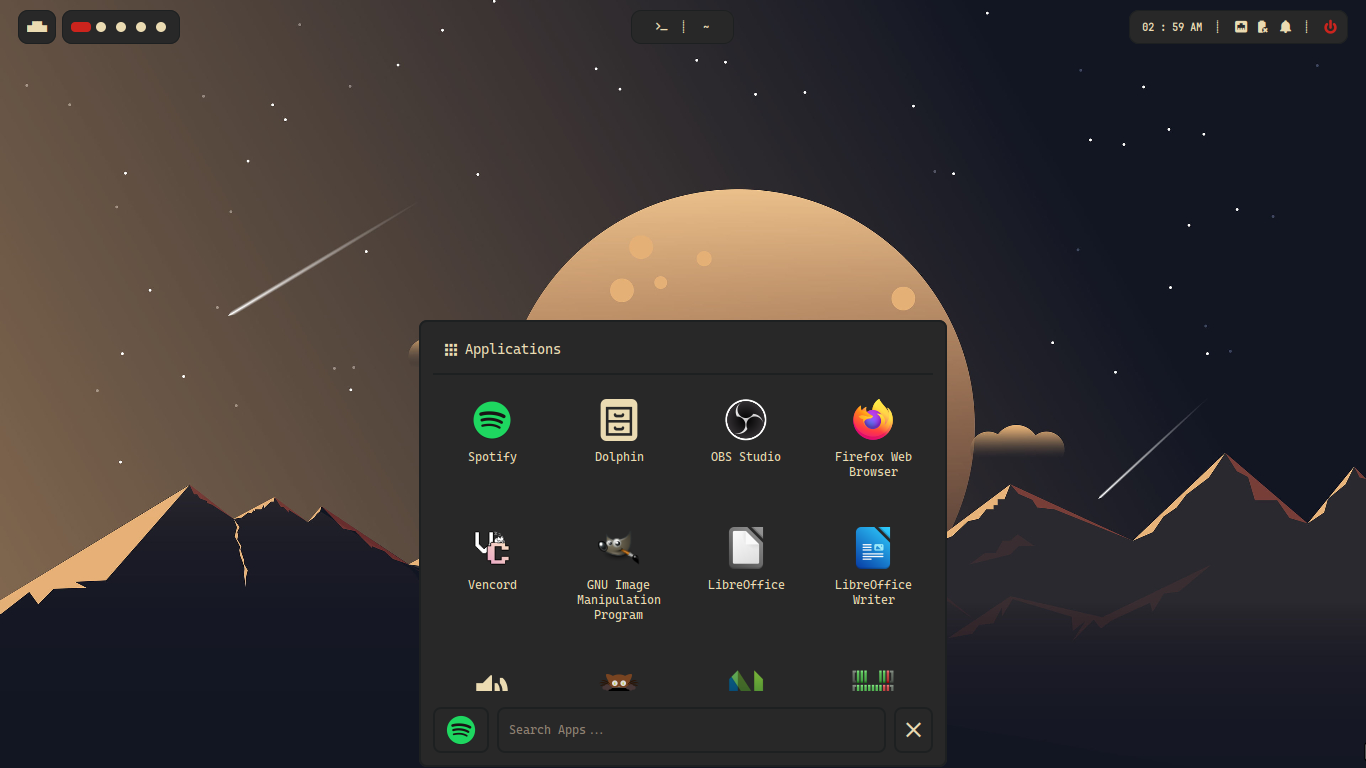 >_ ~
02 : 59 AM
Applications
Spotify
Dolphin
OBS Studio
Firefox Web
Browser
Vencord
GNU Image
Manipulation
Program
LibreOffice
LibreOffice
Writer
Search Apps...